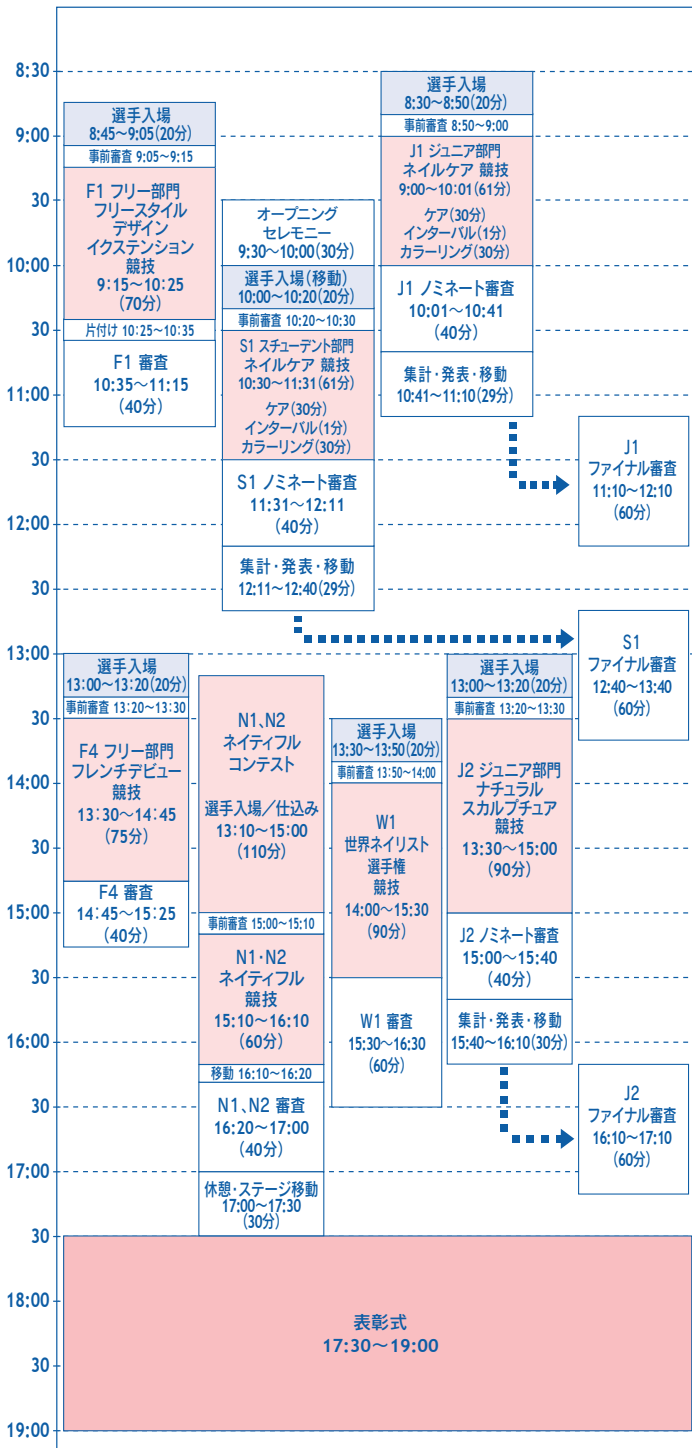 8:30
9:00
30
10:00
30
11:00
30
12:00
30
13:00
30
14:00
30
15:00
30
16:00
30
17:00
30
18:00
30
19:00
選手入場
8:45〜9:05(20分)
事前審査 9:05〜9:15
F1 フリー部門
フリースタイル
デザイン
イクステンション
競技
9:15〜10:25
(70分)
片付け 10:25〜10:35
F1 審査
10:35〜11:15
(40分)
オープニング
セレモニー
9:30〜10:00(30分)
選手入場(移動)
10:00〜10:20(20分)
事前審査 10:20〜10:30
S1 スチューデント部門
ネイルケア 競技
10:30〜11:31(61分)
ケア(30分)
インターバル(1分)
カラーリング(30分)
S1 ノミネート審査
11:31〜12:11
(40分)
集計・発表・移動
12:11〜12:40(29分)
選手入場
8:30〜8:50(20分)
事前審査 8:50〜9:00
J1 ジュニア部門
ネイルケア 競技
9:00〜10:01(61分)
ケア(30分)
インターバル(1分)
カラーリング(30分)
J1 ノミネート審査
10:01〜10:41
(40分)
集計・発表・移動
10:41〜11:10(29分)
J1
ファイナル審査
11:10〜12:10
(60分)
S1
ファイナル審査
12:40〜13:40
(60分)
選手入場
13:00〜13:20(20分)
事前審査 13:20〜13:30
F4 フリー部門
フレンチデビュー
競技
13:30〜14:45
(75分)
F4 審査
14:45〜15:25
(40分)
N1、N2
ネイティフル
コンテスト
選手入場／仕込み
13:10〜15:00
(110分)
事前審査 15:00〜15:10
N1・N2
ネイティフル
競技
15:10〜16:10
(60分)
移動 16:10〜16:20
N1、N2 審査
16:20〜17:00
(40分)
休憩・ステージ移動
17:00〜17:30
(30分)
選手入場
13:30〜13:50(20分)
事前審査 13:50〜14:00
W1
世界ネイリスト
選手権
競技
14:00〜15:30
(90分)
W1 審査
15:30〜16:30
(60分)
選手入場
13:00〜13:20(20分)
事前審査 13:20〜13:30
J2 ジュニア部門
ナチュラル
スカルプチュア
競技
13:30〜15:00
(90分)
J2 ノミネート審査
15:00〜15:40
(40分)
集計・発表・移動
15:40〜16:10(30分)
J2
ファイナル審査
16:10〜17:10
(60分)
表彰式
17:30〜19:00